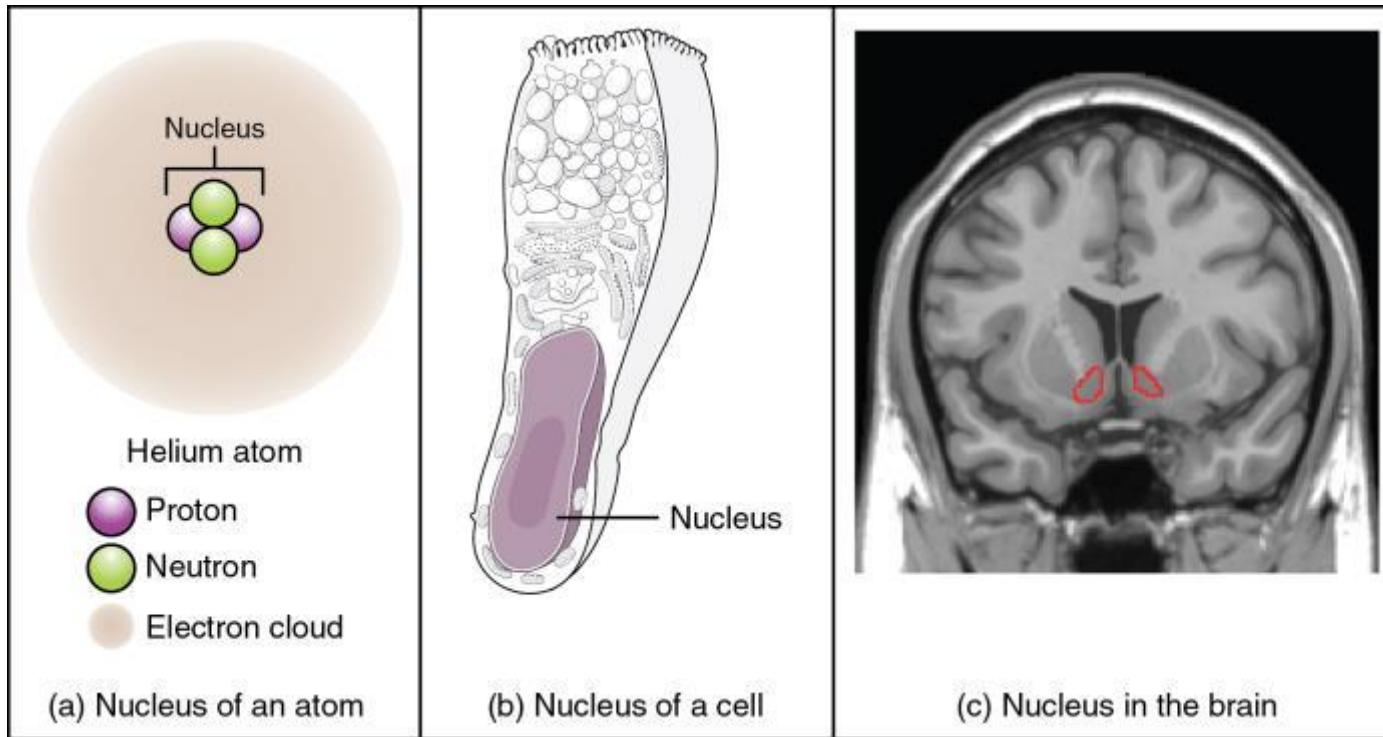 Nucleus
Helium atom
Proton
Neutron
Electron cloud
(a) Nucleus of an atom
Nucleus
(b) Nucleus of a cell
(c) Nucleus in the brain